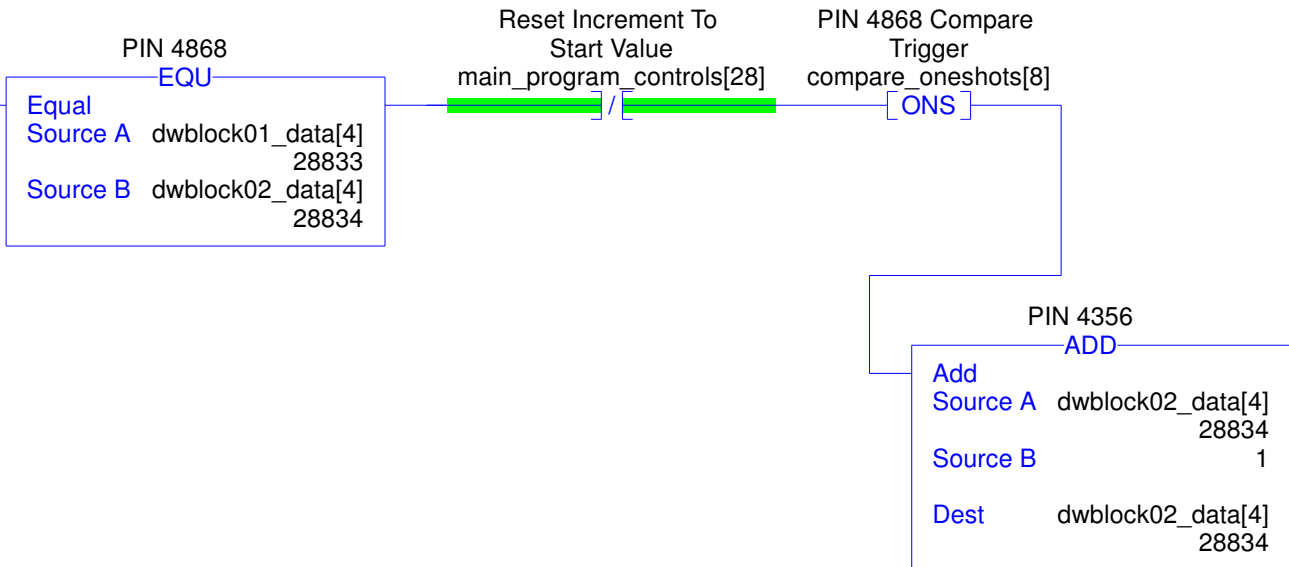 PIN 4868
EQU
Equal
Source A dwblock01_data[4]
28833
Source B dwblock02_data[4]
28834
Reset Increment To
Start Value
main_program_controls[28]
/
PIN 4868 Compare
Trigger
compare_oneshots[8]
ONS
PIN 4356
ADD
Add
Source A dwblock02_data[4]
28834
Source B 1
Dest dwblock02_data[4]
28834